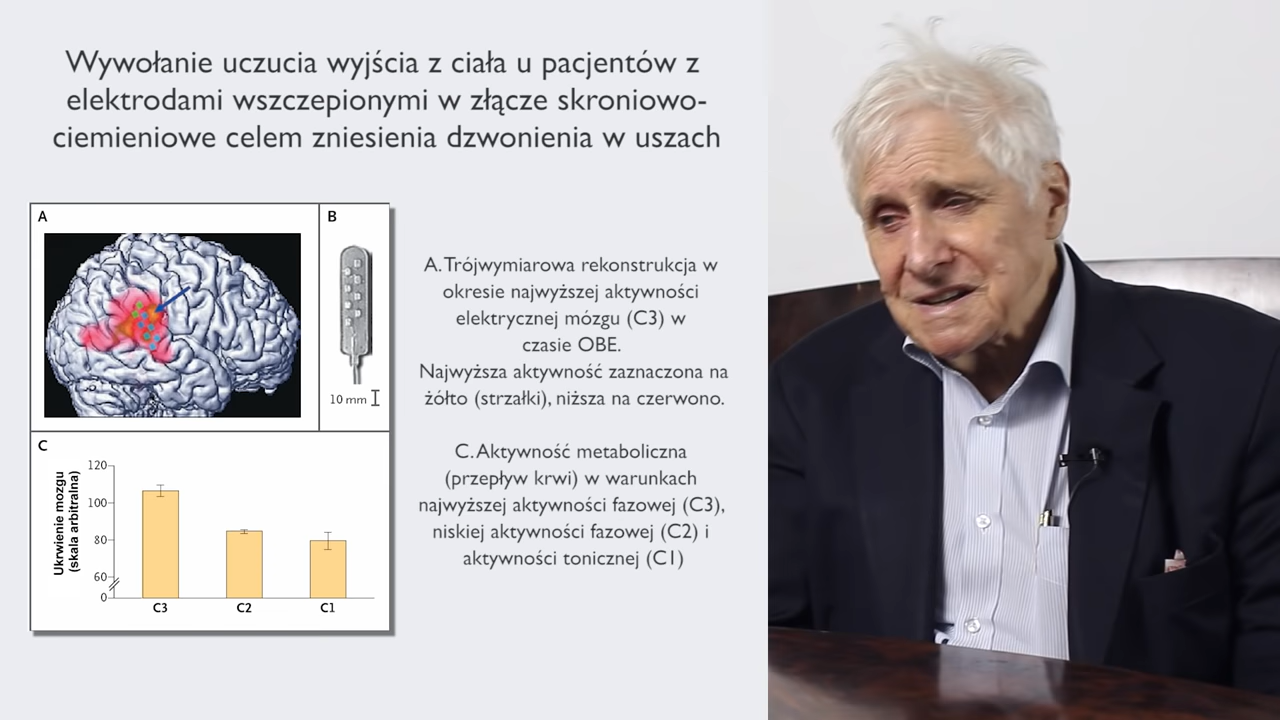 Wywołanie uczucia wyjścia z ciała u pacjentów z
elektrodami wszczepionymi w złącze skroniowo-
ciemieniowe celem zniesienia dzwonienia w uszach
A
B
10 mm
A. Trójwymiarowa rekonstrukcja w
okresie najwyższej aktywności
elektrycznej mózgu (C3) w
czasie OBE.
Najwyższa aktywność zaznaczona na
żółto (strzałki), niższa na czerwono.
C
Ukrwienie mozgu
(skala arbitralna)
120
100
80
60
0
C3
C2
C1
C. Aktywność metaboliczna
(przepływ krwi) w warunkach
najwyższej aktywności fazowej (C3),
niskiej aktywności fazowej (C2) i
aktywności tonicznej (C1)